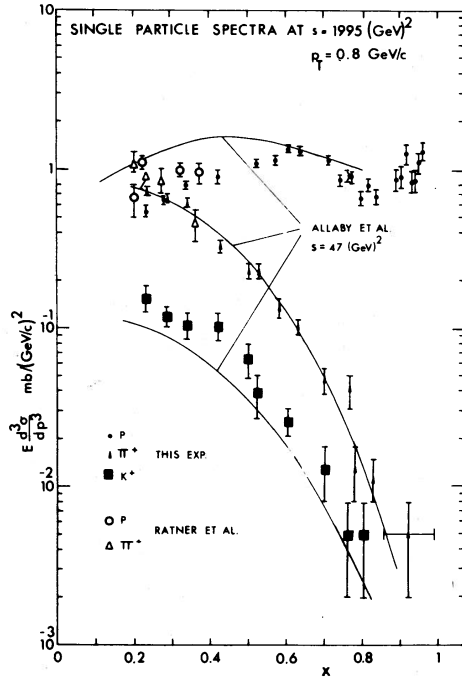 SINGLE PARTICLE SPECTRA AT s = 1995 (GeV)²
p_T = 0.8 GeV/c
10
1
10⁻¹
10⁻²
10⁻³
E d³σ/dp³ mb/(GeV/c)²
ALLABY ET AL.
s = 47 (GeV)²
P
π⁺ THIS EXP.
K⁺
P
RATNER ET AL.
π⁺
0 0.2 0.4 0.6 0.8 1
x